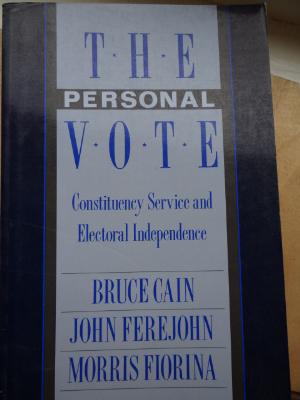 T·H·E
PERSONAL
V·O·T·E
Constituency Service and
Electoral Independence
BRUCE CAIN
JOHN FEREJOHN
MORRIS FIORINA